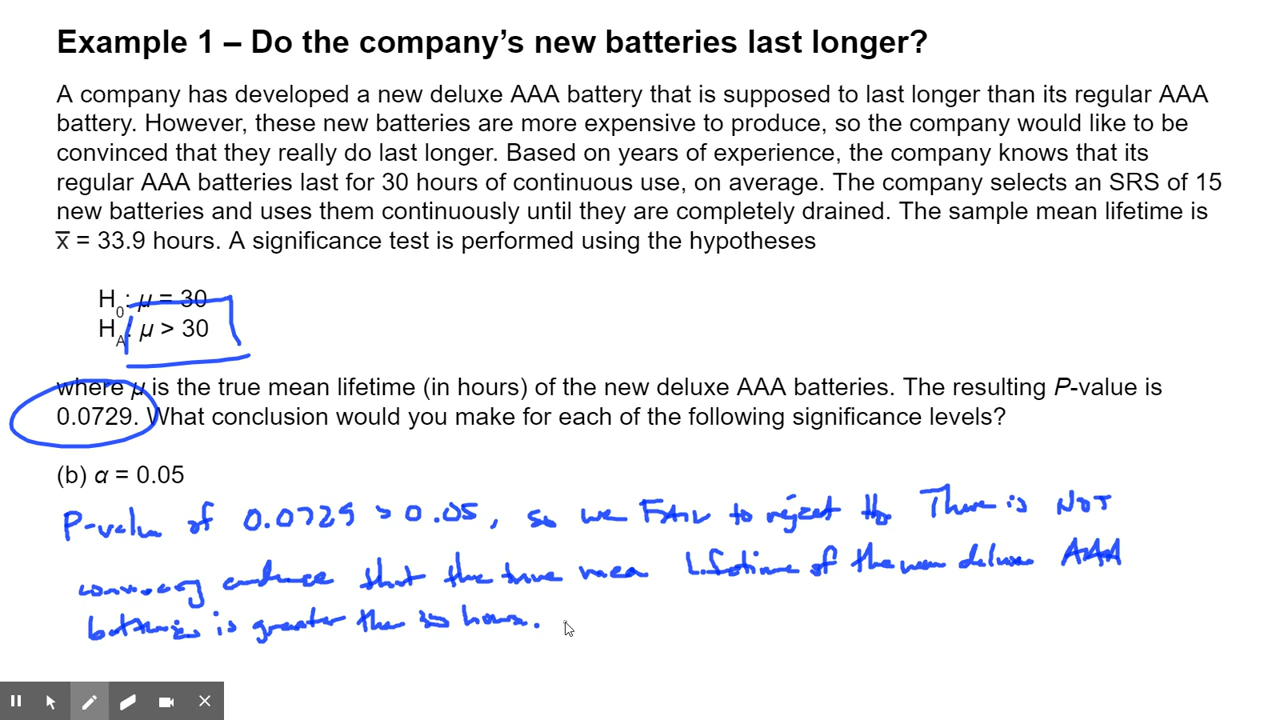 Example 1 – Do the company's new batteries last longer?
A company has developed a new deluxe AAA battery that is supposed to last longer than its regular AAA
battery. However, these new batteries are more expensive to produce, so the company would like to be
convinced that they really do last longer. Based on years of experience, the company knows that its
regular AAA batteries last for 30 hours of continuous use, on average. The company selects an SRS of 15
new batteries and uses them continuously until they are completely drained. The sample mean lifetime is
x̅ = 33.9 hours. A significance test is performed using the hypotheses
H₀: μ = 30
Hₐ: μ > 30
where μ is the true mean lifetime (in hours) of the new deluxe AAA batteries. The resulting P-value is
0.0729. What conclusion would you make for each of the following significance levels?
(b) α = 0.05
P-value of 0.0729 > 0.05, so we FAIL to reject H₀. There is NOT
convincing evidence that the true mean lifetime of the new deluxe AAA
batteries is greater than 30 hours.